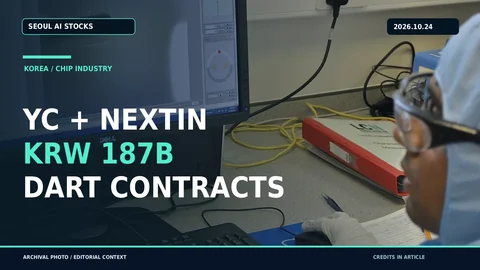 SEOUL AI STOCKS
2026.10.24
KOREA / CHIP INDUSTRY
YC + NEXTIN
KRW 187B
DART CONTRACTS
ARCHIVAL PHOTO / EDITORIAL CONTEXT
CREDITS IN ARTICLE